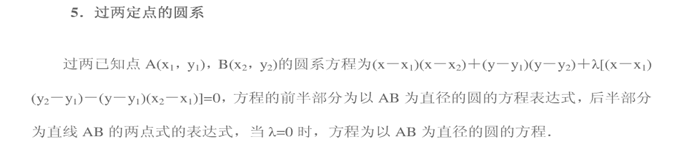 5．过两定点的圆系
过两已知点 A(x₁，y₁)，B(x₂，y₂)的圆系方程为(x－x₁)(x－x₂)＋(y－y₁)(y－y₂)＋λ[(x－x₁)
(y₂－y₁)－(y－y₁)(x₂－x₁)]=0，方程的前半部分为以 AB 为直径的圆的方程表达式，后半部分
为直线 AB 的两点式的表达式，当 λ=0 时，方程为以 AB 为直径的圆的方程．